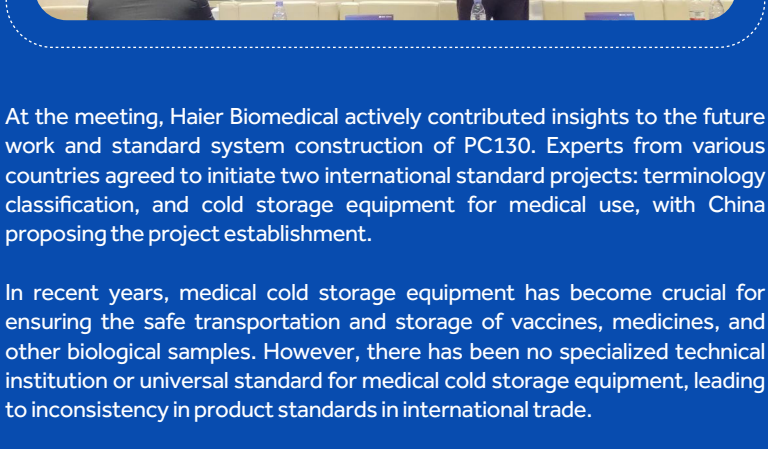 At the meeting, Haier Biomedical actively contributed insights to the future
work and standard system construction of PC130. Experts from various
countries agreed to initiate two international standard projects: terminology
classification, and cold storage equipment for medical use, with China
proposing the project establishment.
In recent years, medical cold storage equipment has become crucial for
ensuring the safe transportation and storage of vaccines, medicines, and
other biological samples. However, there has been no specialized technical
institution or universal standard for medical cold storage equipment, leading
to inconsistency in product standards in international trade.